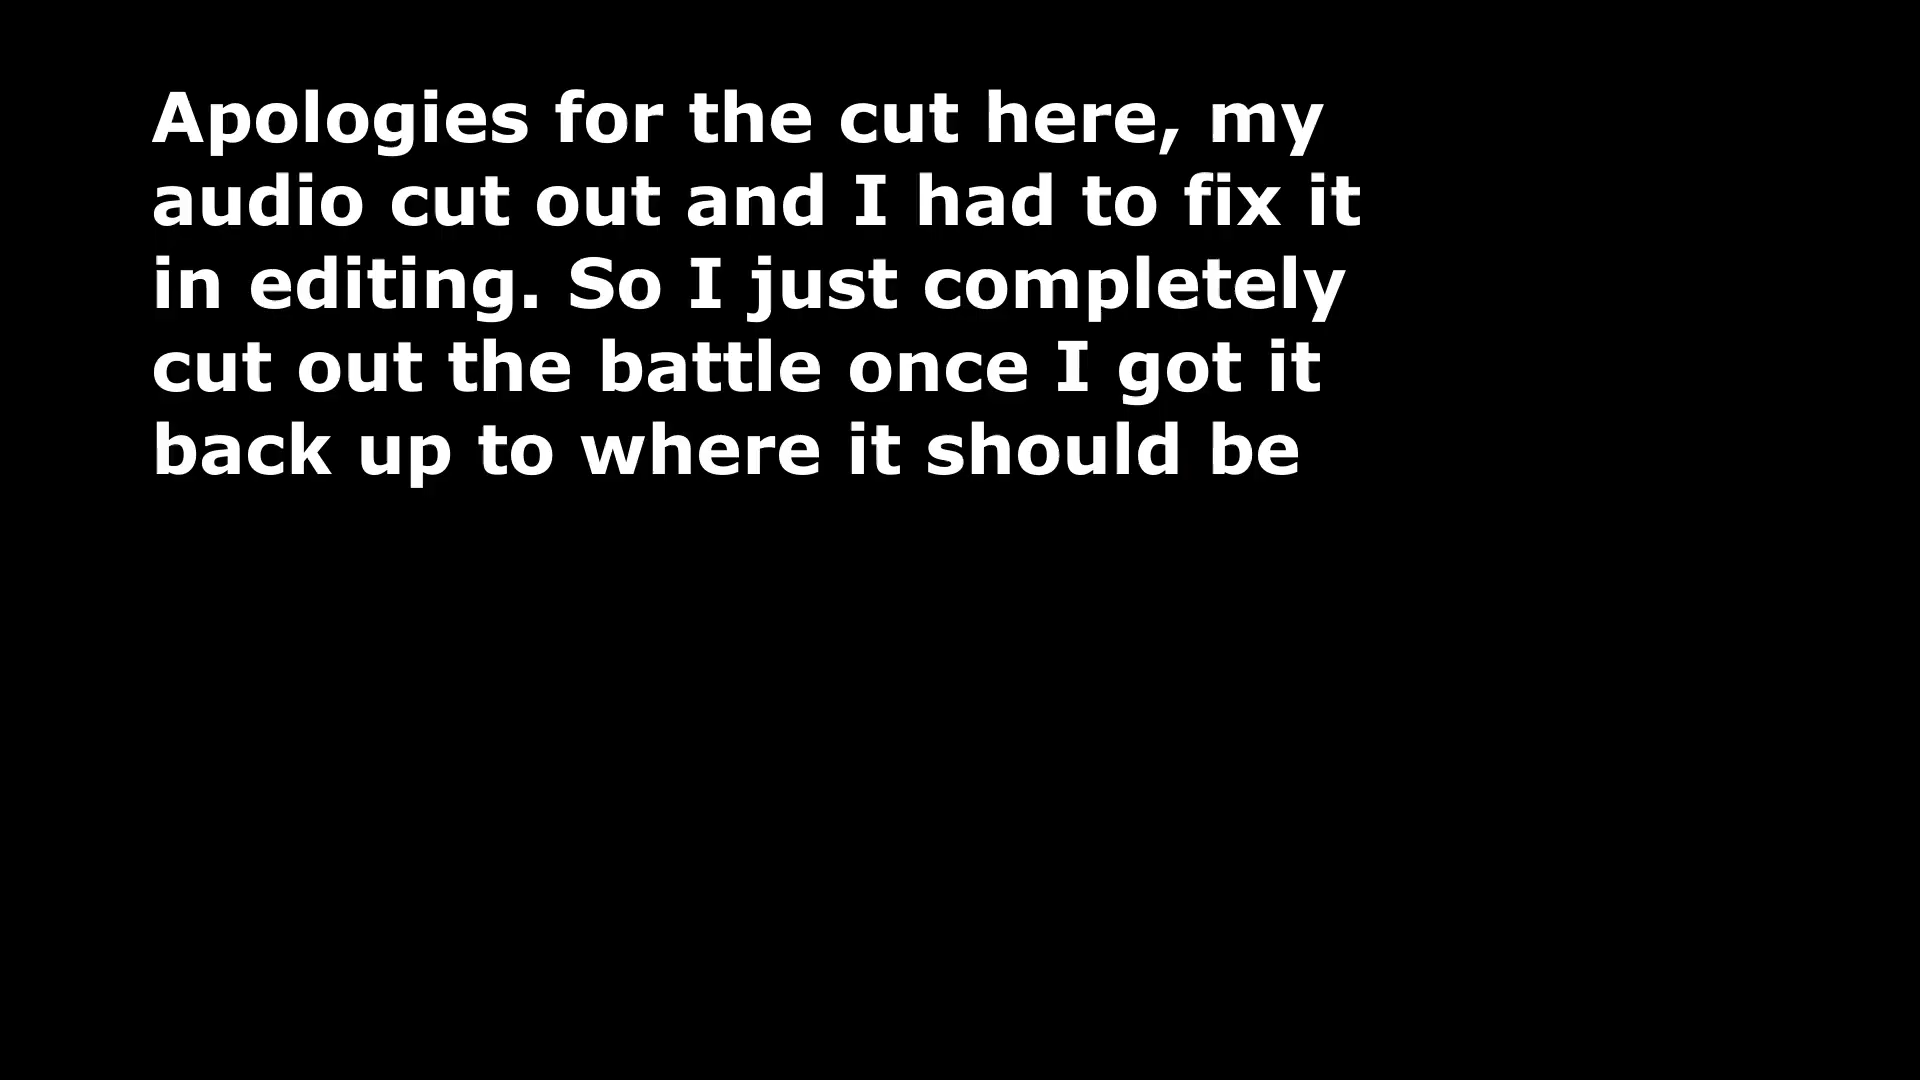 Apologies for the cut here, my
audio cut out and I had to fix it
in editing. So I just completely
cut out the battle once I got it
back up to where it should be